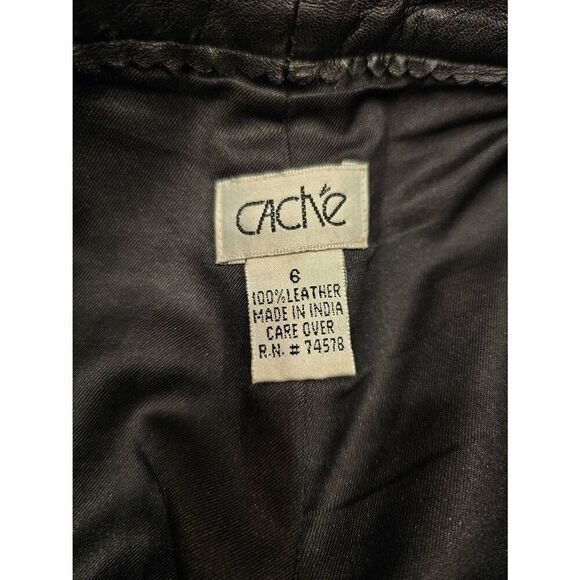 CAChé
6
100% LEATHER
MADE IN INDIA
CARE OVER
R.N. # 74578